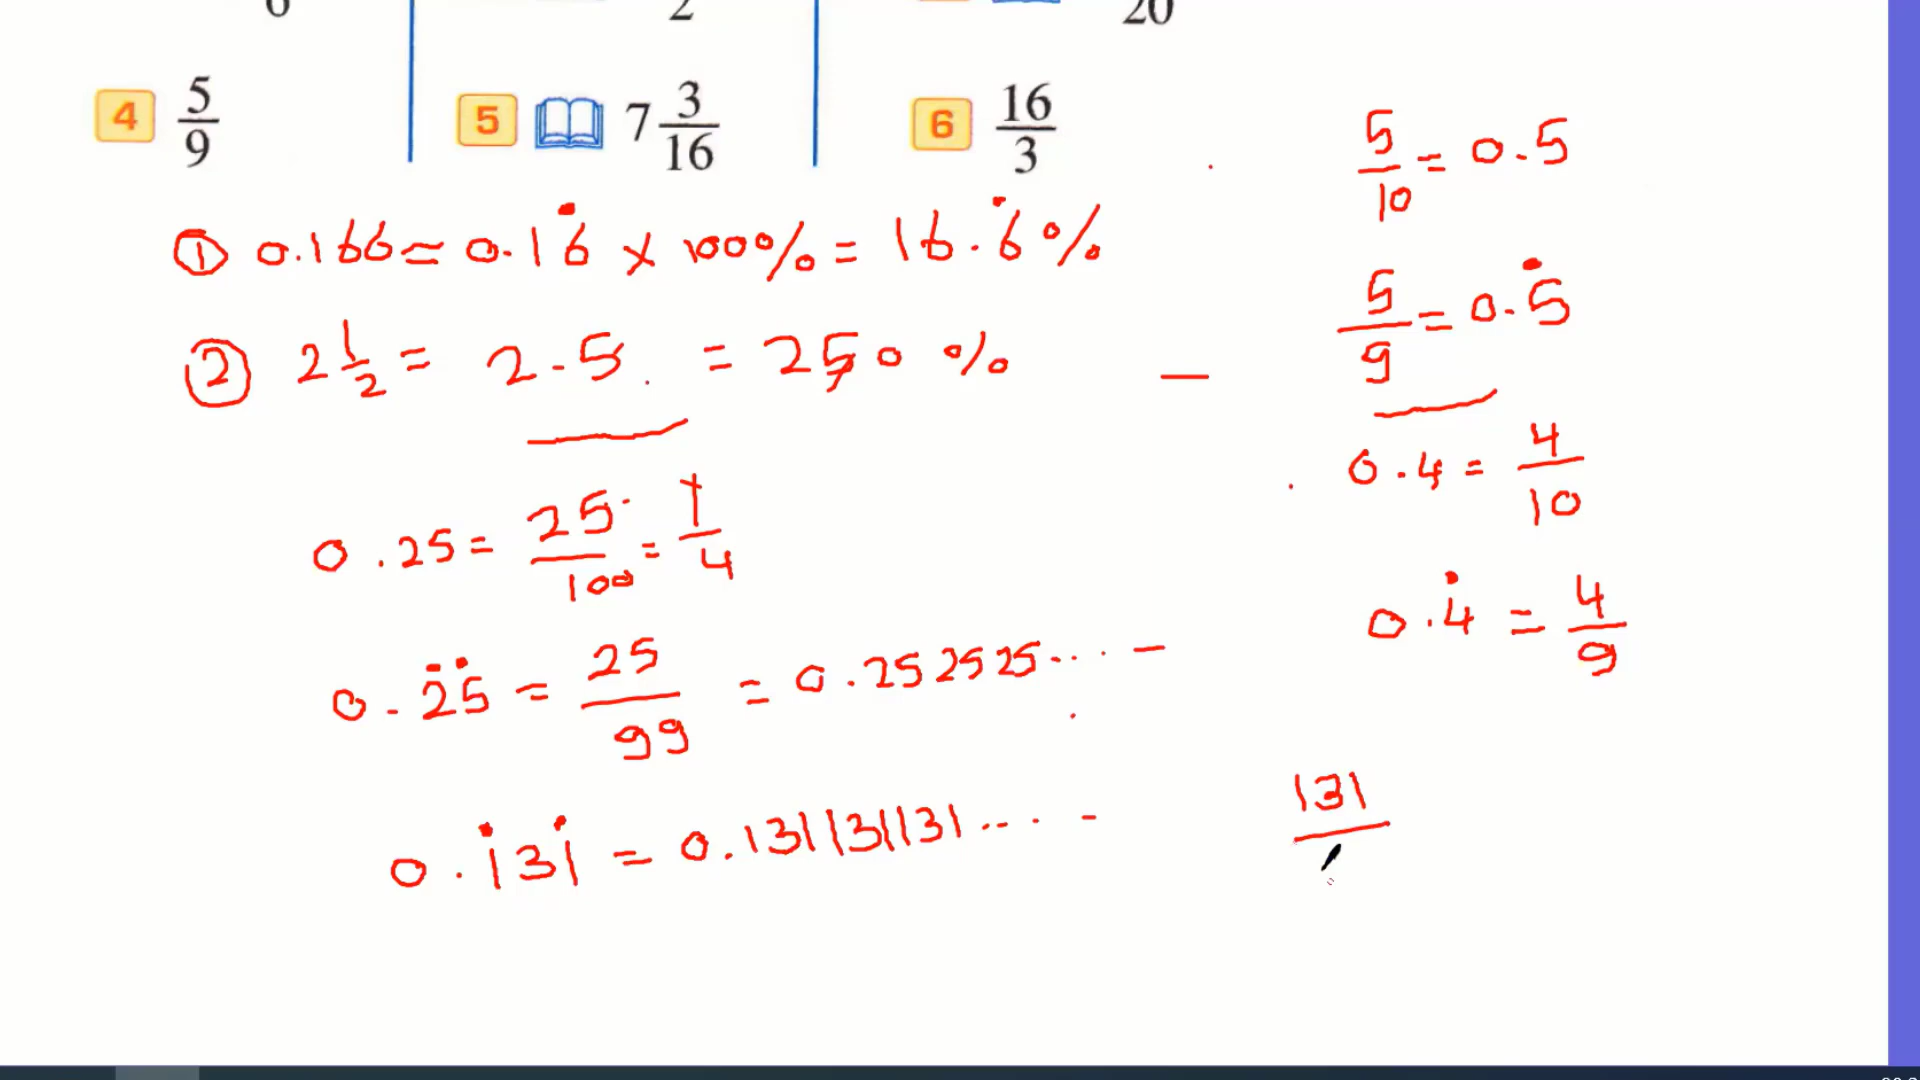 6 2 20
4 5/9 5 7 3/16 6 16/3
5/10 = 0.5
① 0.166 = 0.16̇ × 100% = 16.6̇%
5/9 = 0.5̇
② 2 1/2 = 2.5 = 250 %
0.4 = 4/10
0.25 = 25/100 = 1/4
0.4̇ = 4/9
0.2̇5̇ = 25/99 = 0.252525...-
0.1̇31̇ = 0.131131131....- 131/